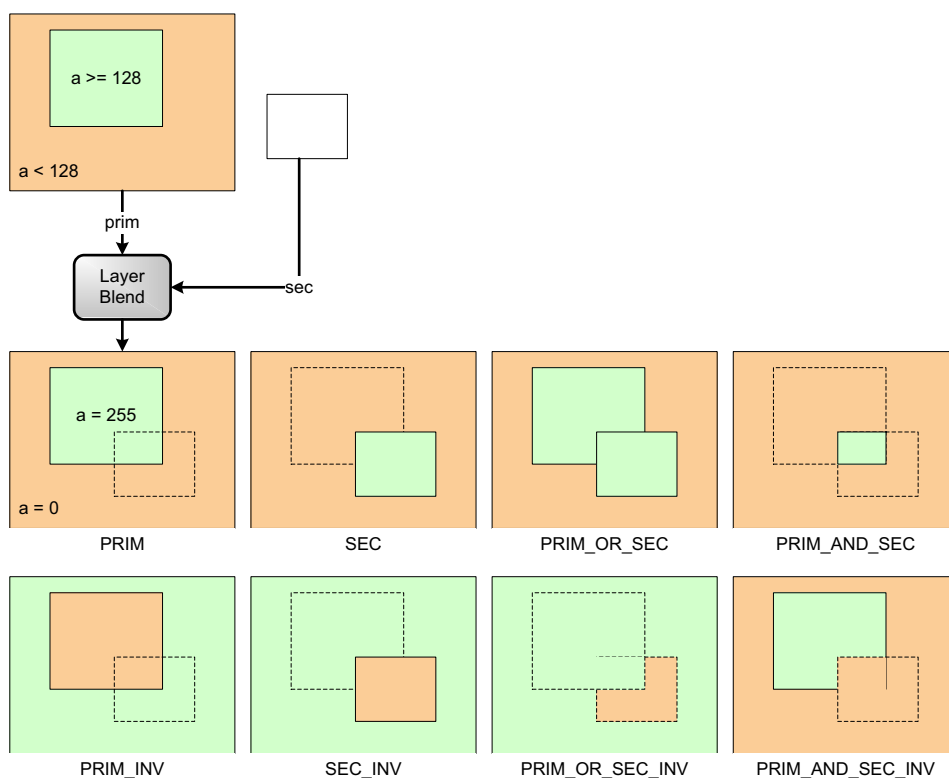 a >= 128
a < 128
prim
Layer
Blend
sec
a = 255
a = 0
PRIM
SEC
PRIM_OR_SEC
PRIM_AND_SEC
PRIM_INV
SEC_INV
PRIM_OR_SEC_INV
PRIM_AND_SEC_INV